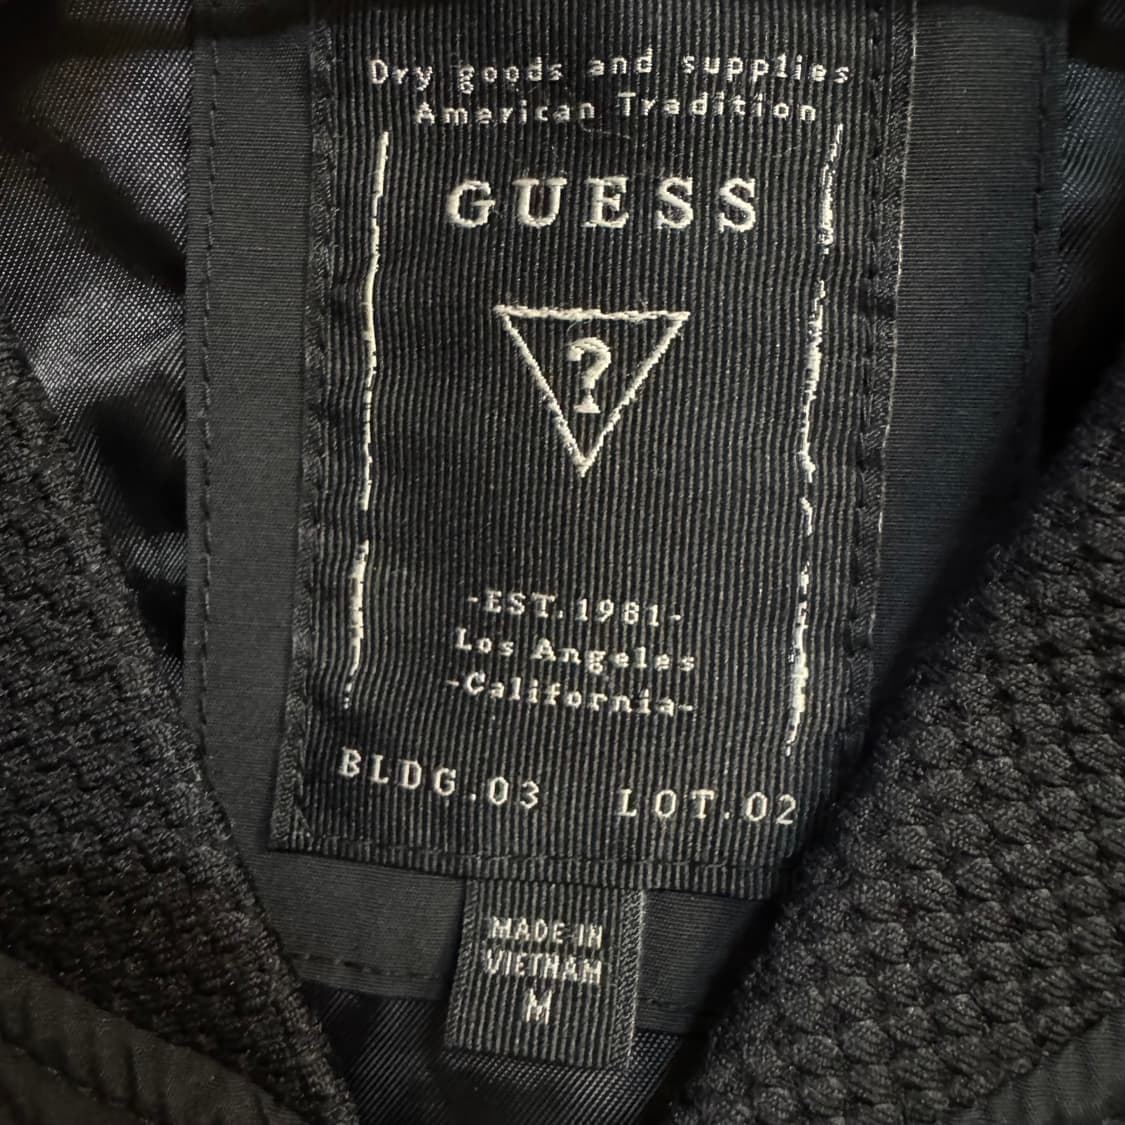 Dry goods and supplies
American Tradition
GUESS
?
-EST.1981-
Los Angeles
-California-
BLDG.03 LOT.02
MADE IN
VIETNAM
M